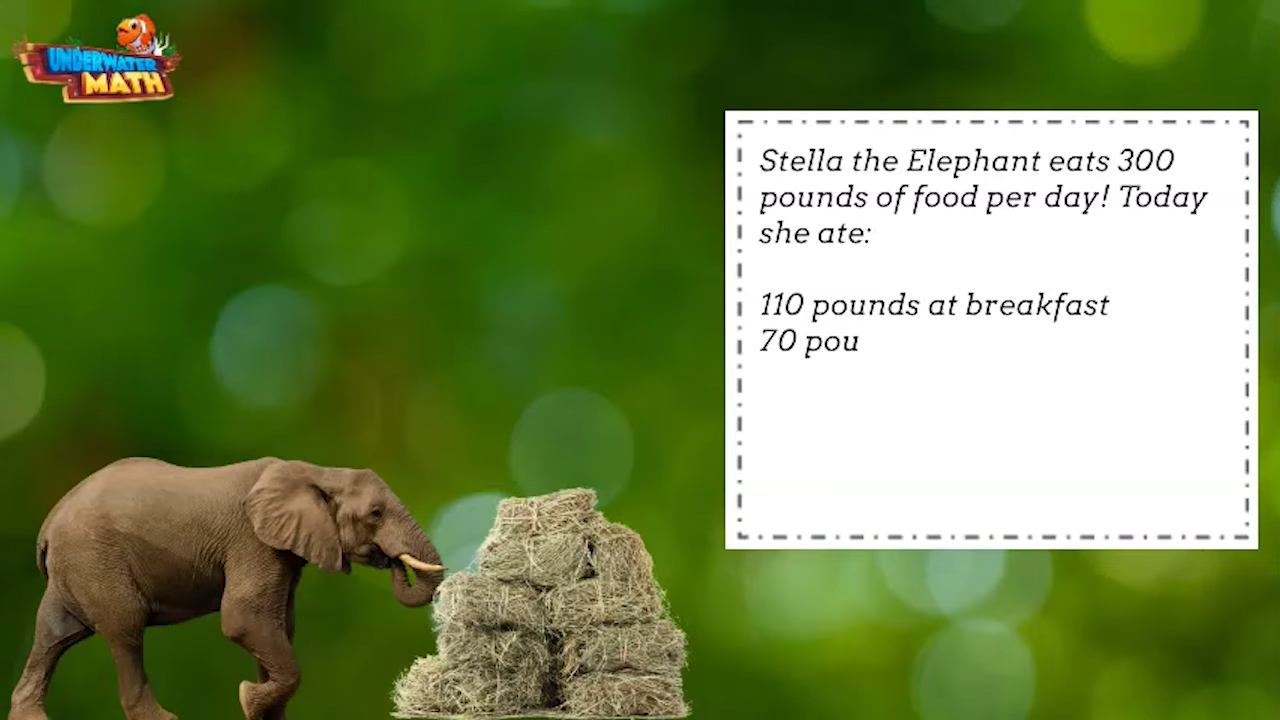 UNDERWATER
MATH
Stella the Elephant eats 300
pounds of food per day! Today
she ate:
110 pounds at breakfast
70 pou